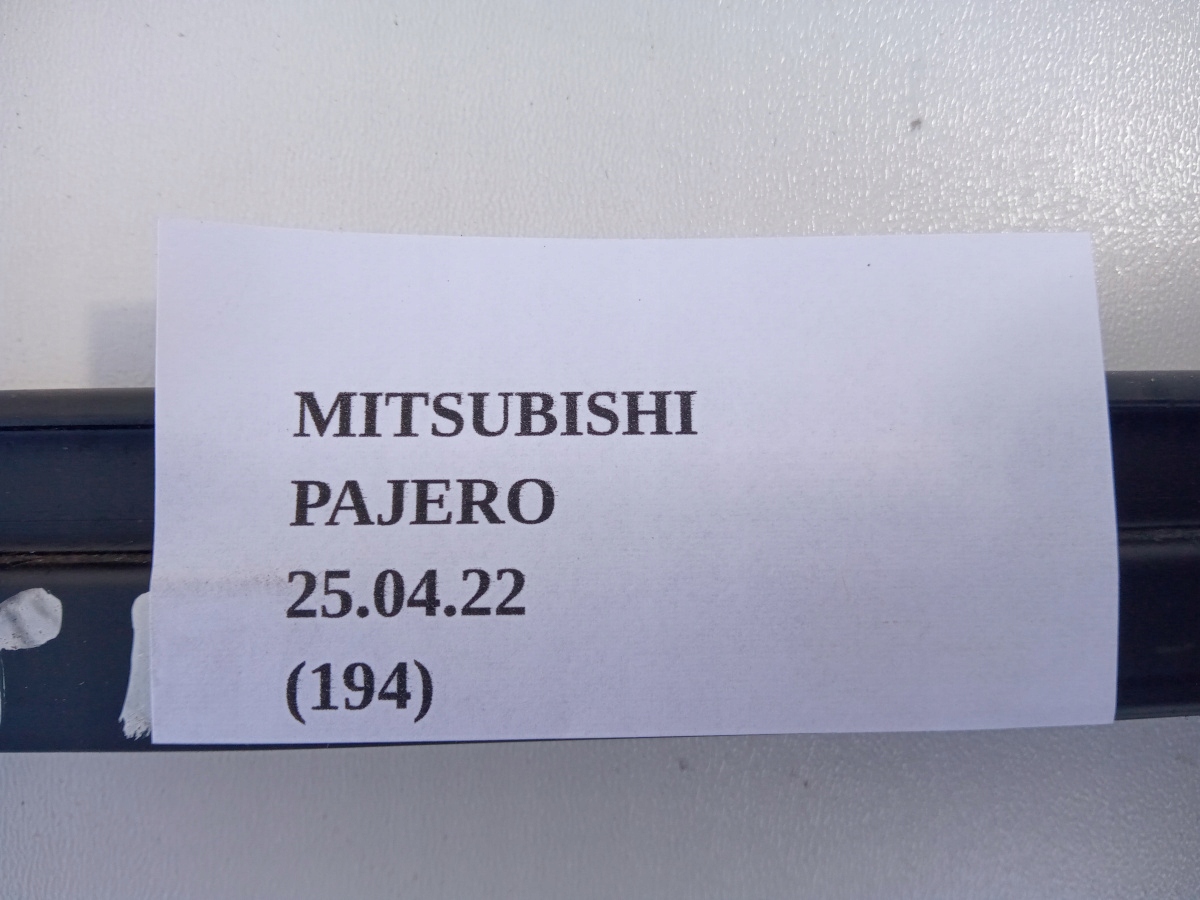 MITSUBISHI
PAJERO
25.04.22
(194)